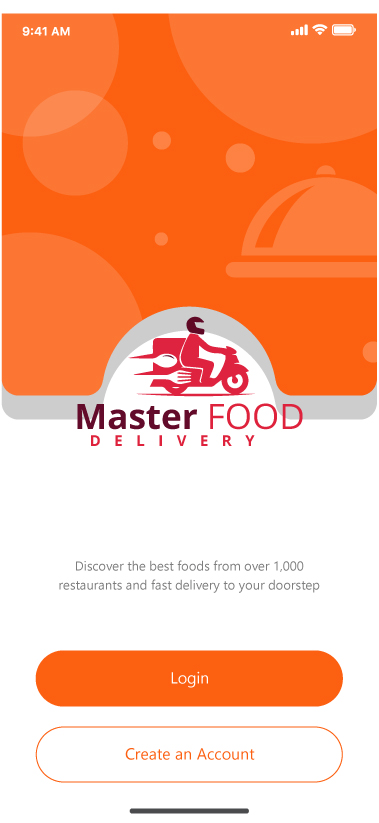 9:41 AM
Master FOOD
DELIVERY
Discover the best foods from over 1,000
restaurants and fast delivery to your doorstep
Login
Create an Account